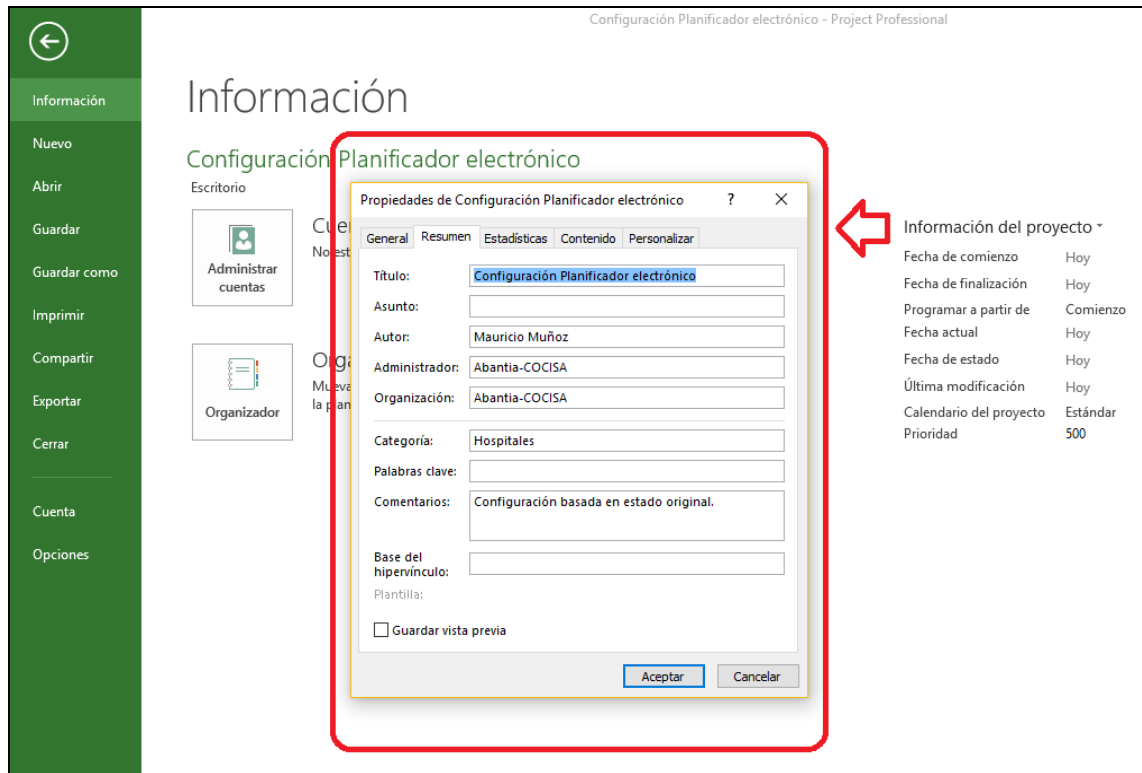 Configuración Planificador electrónico - Project Professional
Información
Nuevo
Abrir
Guardar
Guardar como
Imprimir
Compartir
Exportar
Cerrar
Cuenta
Opciones
Información
Configuración Planificador electrónico
Escritorio
Administrar
cuentas
Organizador
la
Propiedades de Configuración Planificador electrónico ? X
General Resumen Estadísticas Contenido Personalizar
Título: Configuración Planificador electrónico
Asunto:
Autor: Mauricio Muñoz
Administrador: Abantia-COCISA
Organización: Abantia-COCISA
Categoría: Hospitales
Palabras clave:
Comentarios: Configuración basada en estado original.
Base del
hipervínculo:
Plantilla:
Guardar vista previa
Aceptar Cancelar
Información del proyecto
Fecha de comienzo Hoy
Fecha de finalización Hoy
Programar a partir de Comienzo
Fecha actual Hoy
Fecha de estado Hoy
Última modificación Hoy
Calendario del proyecto Estándar
Prioridad 500